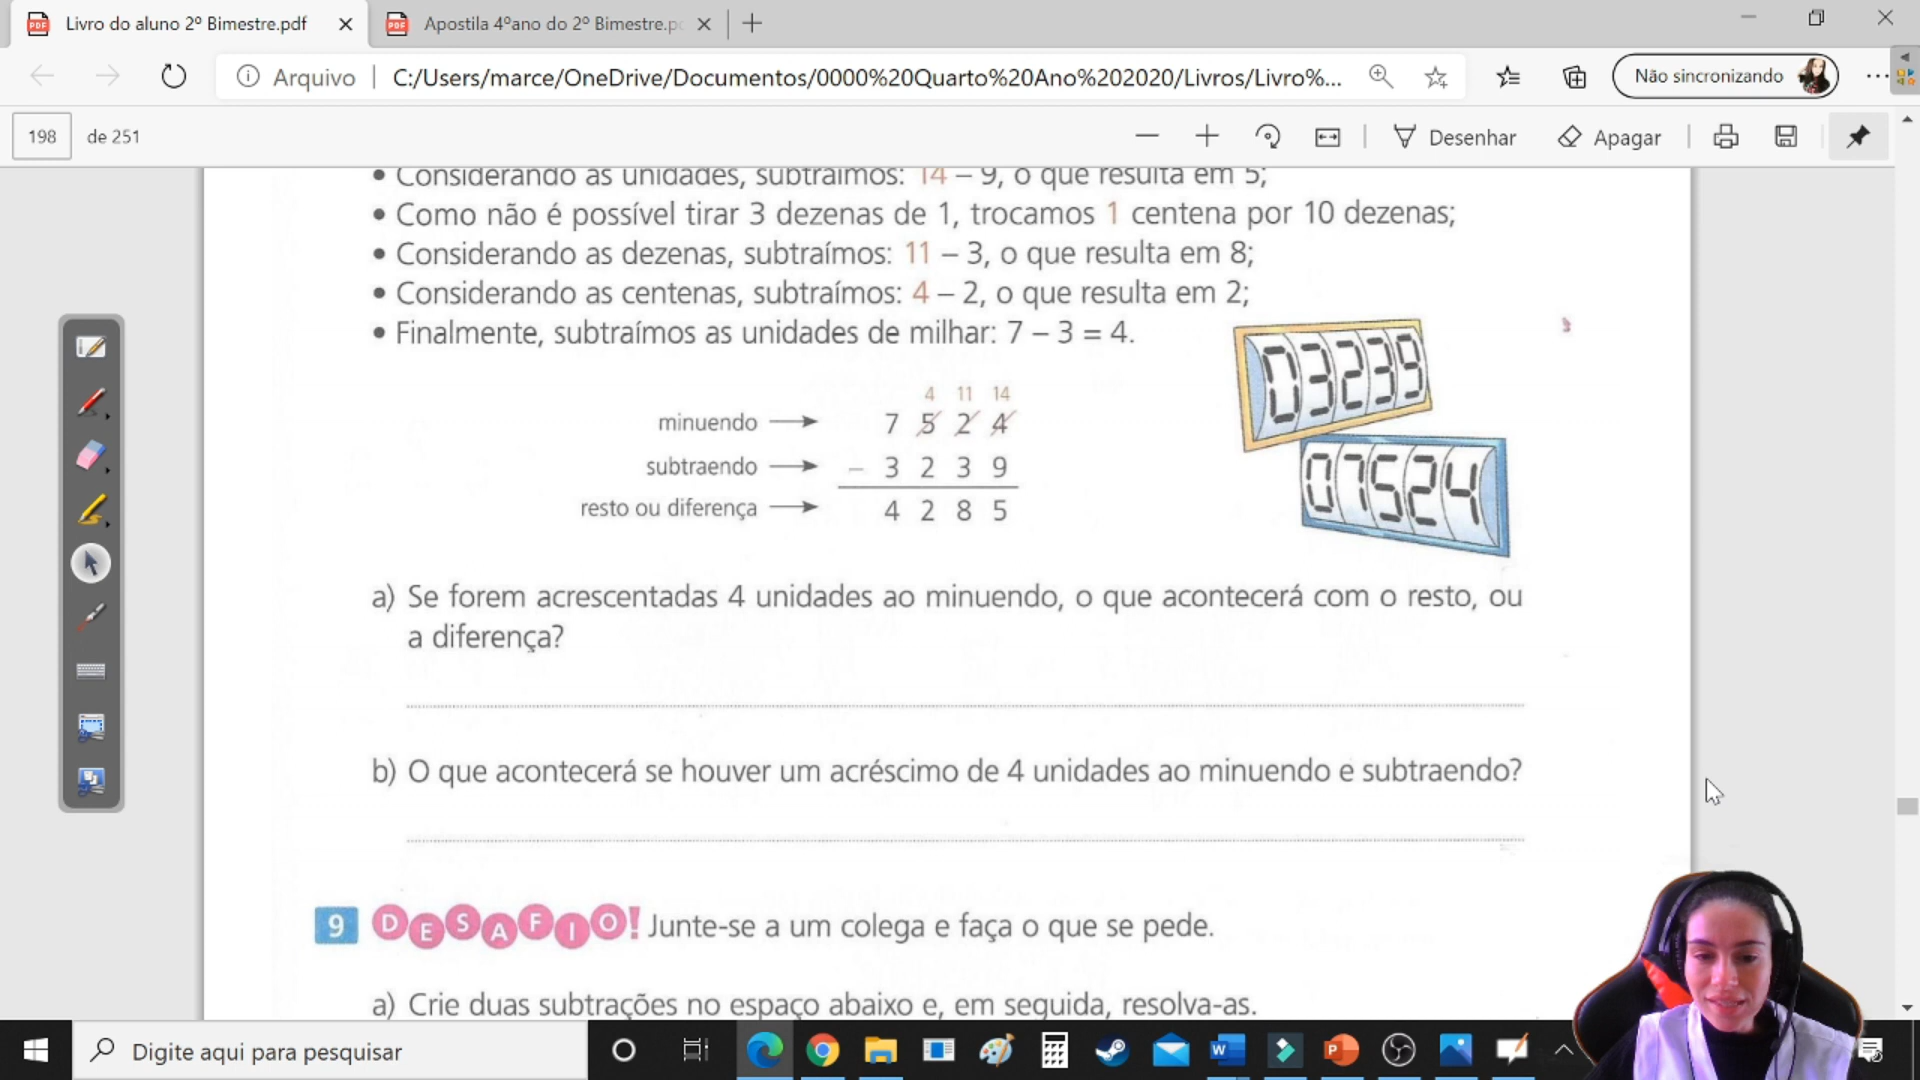 Livro do aluno 2º Bimestre.pdf
Apostila 4ºano do 2º Bimestre.p
Arquivo
C:/Users/marce/OneDrive/Documentos/0000%20Quarto%20Ano%202020/Livros/Livro%...
Não sincronizando
198 de 251
Desenhar
Apagar
• Considerando as unidades, subtraímos: 14 – 9, o que resulta em 5;
• Como não é possível tirar 3 dezenas de 1, trocamos 1 centena por 10 dezenas;
• Considerando as dezenas, subtraímos: 11 – 3, o que resulta em 8;
• Considerando as centenas, subtraímos: 4 – 2, o que resulta em 2;
• Finalmente, subtraímos as unidades de milhar: 7 – 3 = 4.
4 11 14
minuendo → 7 5 2 4
subtraendo → – 3 2 3 9
resto ou diferença → 4 2 8 5
03239
07524
a) Se forem acrescentadas 4 unidades ao minuendo, o que acontecerá com o resto, ou
a diferença?
b) O que acontecerá se houver um acréscimo de 4 unidades ao minuendo e subtraendo?
9 DESAFIO! Junte-se a um colega e faça o que se pede.
a) Crie duas subtrações no espaço abaixo e, em seguida, resolva-as.
Digite aqui para pesquisar